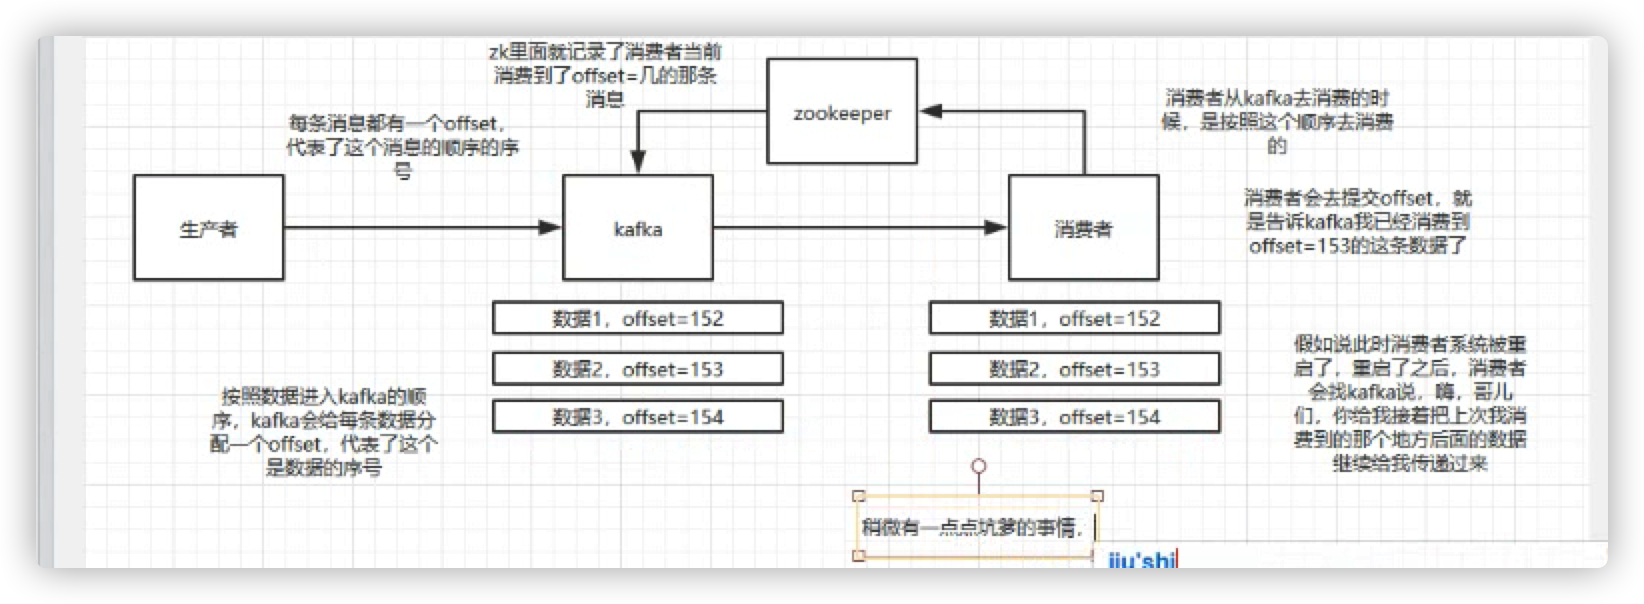 zk里面就记录了消费者当前
消费到了offset=几的那条
消息
zookeeper
消费者从kafka去消费的时
候，是按照这个顺序去消费
的
每条消息都有一个offset，
代表了这个消息的顺序的序
号
消费者会去提交offset，就
是告诉kafka我已经消费到
offset=153的这条数据了
生产者
kafka
消费者
数据1，offset=152
数据2，offset=153
数据3，offset=154
数据1，offset=152
数据2，offset=153
数据3，offset=154
按照数据进入kafka的顺
序，kafka会给每条数据分
配一个offset，代表了这个
是数据的序号
假如说此时消费者系统被重
启了，重启了之后，消费者
会找kafka说，嗨，哥儿
们，你给我接着把上次我消
费到的那个地方后面的数据
继续给我传递过来
稍微有一点点坑爹的事情，
jiu'shi